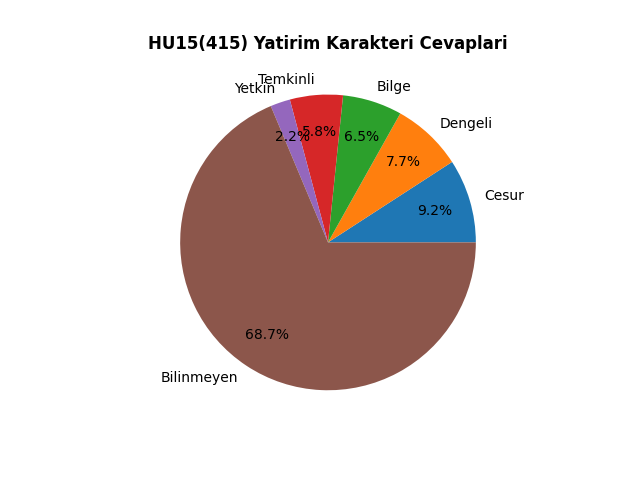 HU15(415) Yatirim Karakteri Cevaplari
Cesur
9.2%
Dengeli
7.7%
Bilge
6.5%
Temkinli
5.8%
Yetkin
2.2%
Bilinmeyen
68.7%